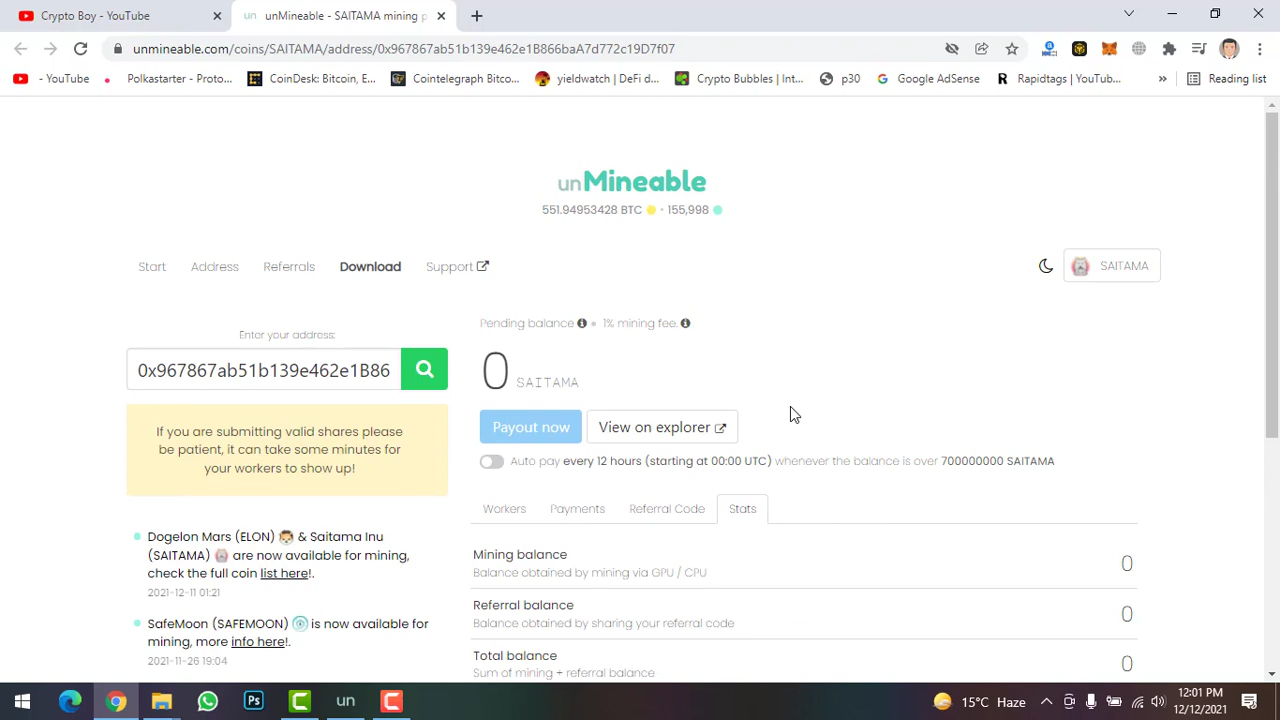 Crypto Boy - YouTube
unMineable - SAITAMA mining p
unmineable.com/coins/SAITAMA/address/0x967867ab51b139e462e1B866baA7d772c19D7f07
- YouTube
Polkastarter - Proto...
CoinDesk: Bitcoin, E...
Cointelegraph Bitco...
yieldwatch | DeFi d...
Crypto Bubbles | Int...
p30
Google AdSense
Rapidtags | YouTub...
Reading list
unMineable
551.94953428 BTC • 155,998
Start
Address
Referrals
Download
Support
SAITAMA
Enter your address:
0x967867ab51b139e462e1B86
If you are submitting valid shares please
be patient, it can take some minutes for
your workers to show up!
Dogelon Mars (ELON) & Saitama Inu
(SAITAMA) are now available for mining,
check the full coin list here!.
2021-12-11 01:21
SafeMoon (SAFEMOON) is now available for
mining, more info here!.
2021-11-26 19:04
Pending balance • 1% mining fee.
0 SAITAMA
Payout now
View on explorer
Auto pay every 12 hours (starting at 00:00 UTC) whenever the balance is over 700000000 SAITAMA
Workers
Payments
Referral Code
Stats
Mining balance
Balance obtained by mining via GPU / CPU
0
Referral balance
Balance obtained by sharing your referral code
0
Total balance
Sum of mining + referral balance
0
Ps
un
15°C Haze
12:01 PM
12/12/2021